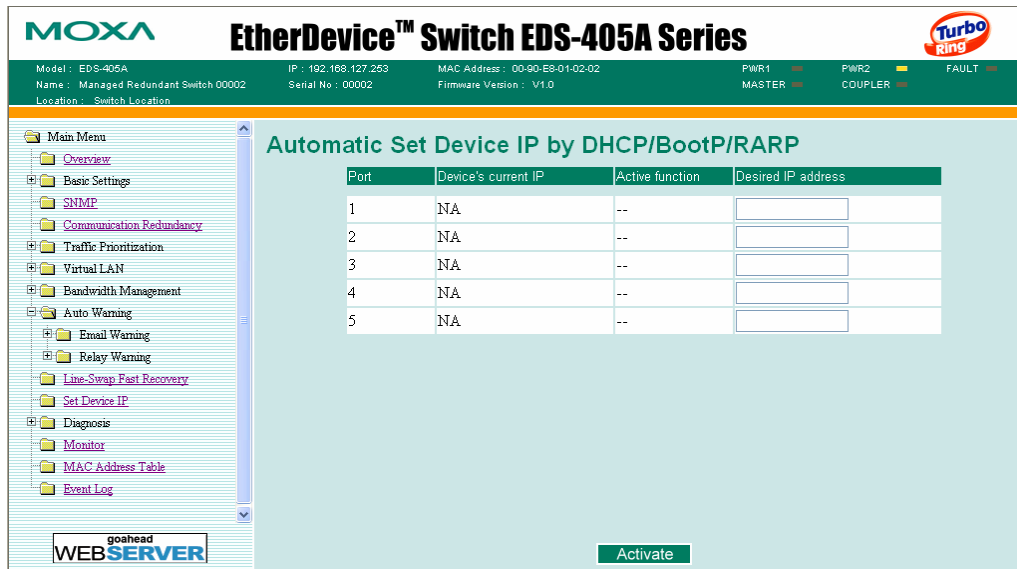 MOXA
EtherDevice™ Switch EDS-405A Series
Turbo Ring
Model : EDS-405A IP : 192.168.127.253 MAC Address : 00-90-E8-01-02-02 PWR1 PWR2 FAULT
Name : Managed Redundant Switch 00002 Serial No : 00002 Firmware Version : V1.0 MASTER COUPLER
Location : Switch Location
Main Menu
Overview
Basic Settings
SNMP
Communication Redundancy
Traffic Prioritization
Virtual LAN
Bandwidth Management
Auto Warning
Email Warning
Relay Warning
Line-Swap Fast Recovery
Set Device IP
Diagnosis
Monitor
MAC Address Table
Event Log
goahead
WEBSERVER
Automatic Set Device IP by DHCP/BootP/RARP
Port Device's current IP Active function Desired IP address
1 NA --
2 NA --
3 NA --
4 NA --
5 NA --
Activate